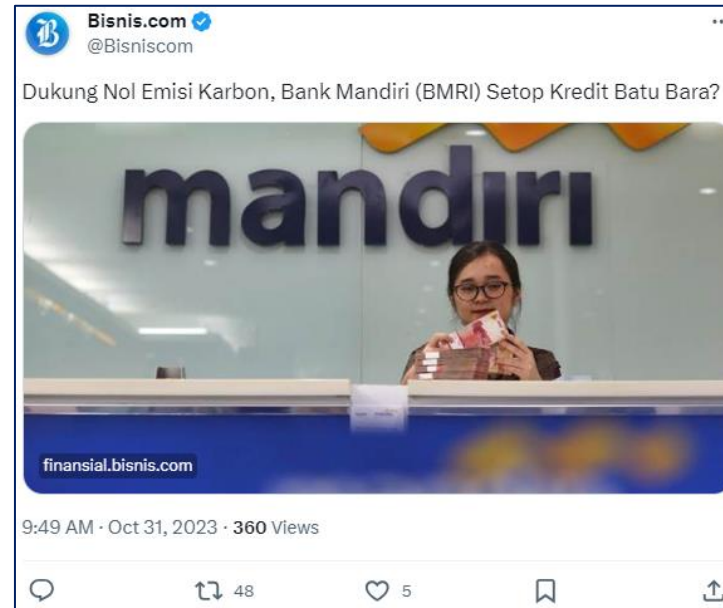 Bisnis.com
@Bisniscom
Dukung Nol Emisi Karbon, Bank Mandiri (BMRI) Setop Kredit Batu Bara?
mandırı
finansial.bisnis.com
9:49 AM · Oct 31, 2023 · 360 Views
48
5